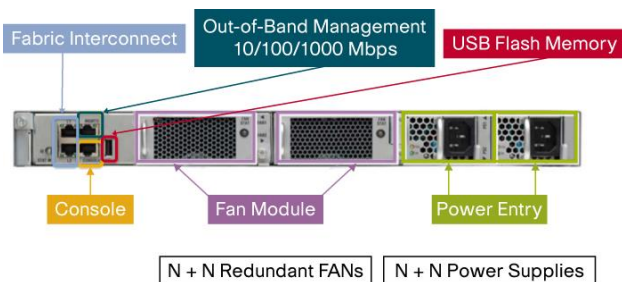 Fabric Interconnect
Out-of-Band Management
10/100/1000 Mbps
USB Flash Memory
Console
Fan Module
Power Entry
N + N Redundant FANs
N + N Power Supplies